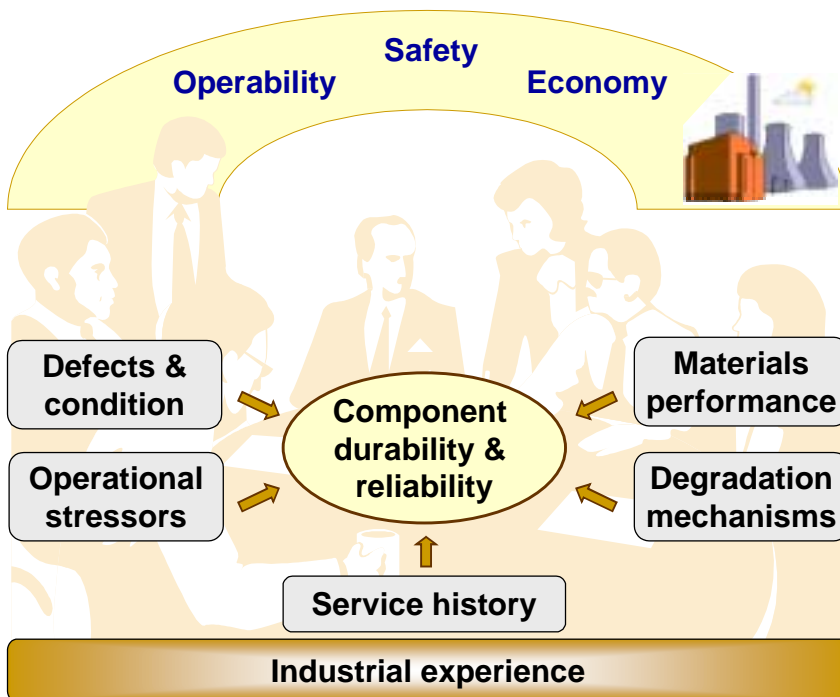 Safety
Operability
Economy
Defects &
condition
Materials
performance
Component
durability &
reliability
Operational
stressors
Degradation
mechanisms
Service history
Industrial experience